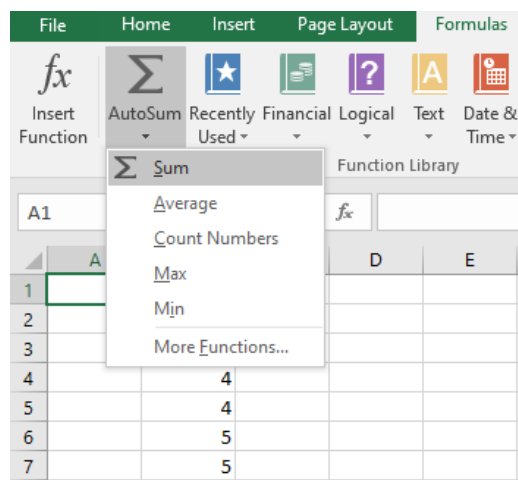 File Home Insert Page Layout Formulas
fx Σ ? A
Insert AutoSum Recently Financial Logical Text Date &
Function Used Time
Σ Sum Function Library
Average
A1 fx
Count Numbers
A D E
Max
1
Min
2
3 More Functions...
4 4
5 4
6 5
7 5